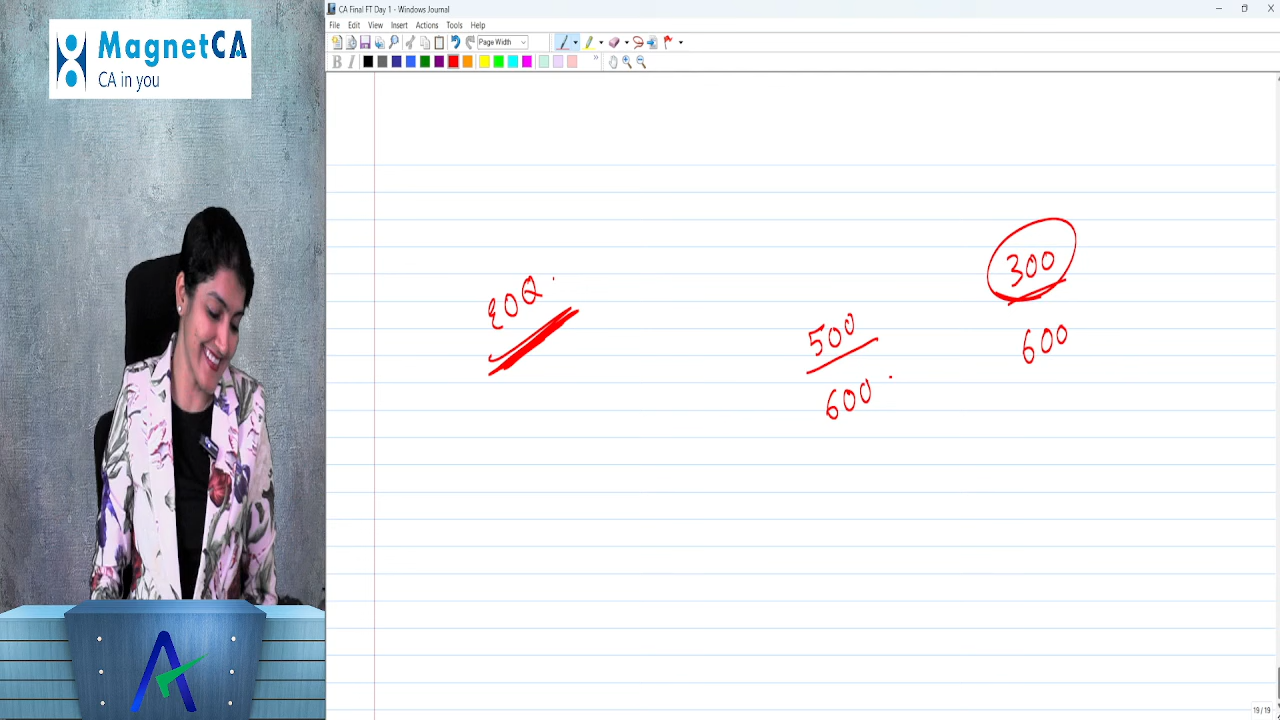 MagnetCA
CA in you
CA Final FT Day 1 - Windows Journal
File Edit View Insert Actions Tools Help
Page Width
B I
EOQ
500
600
300
600
19 / 19